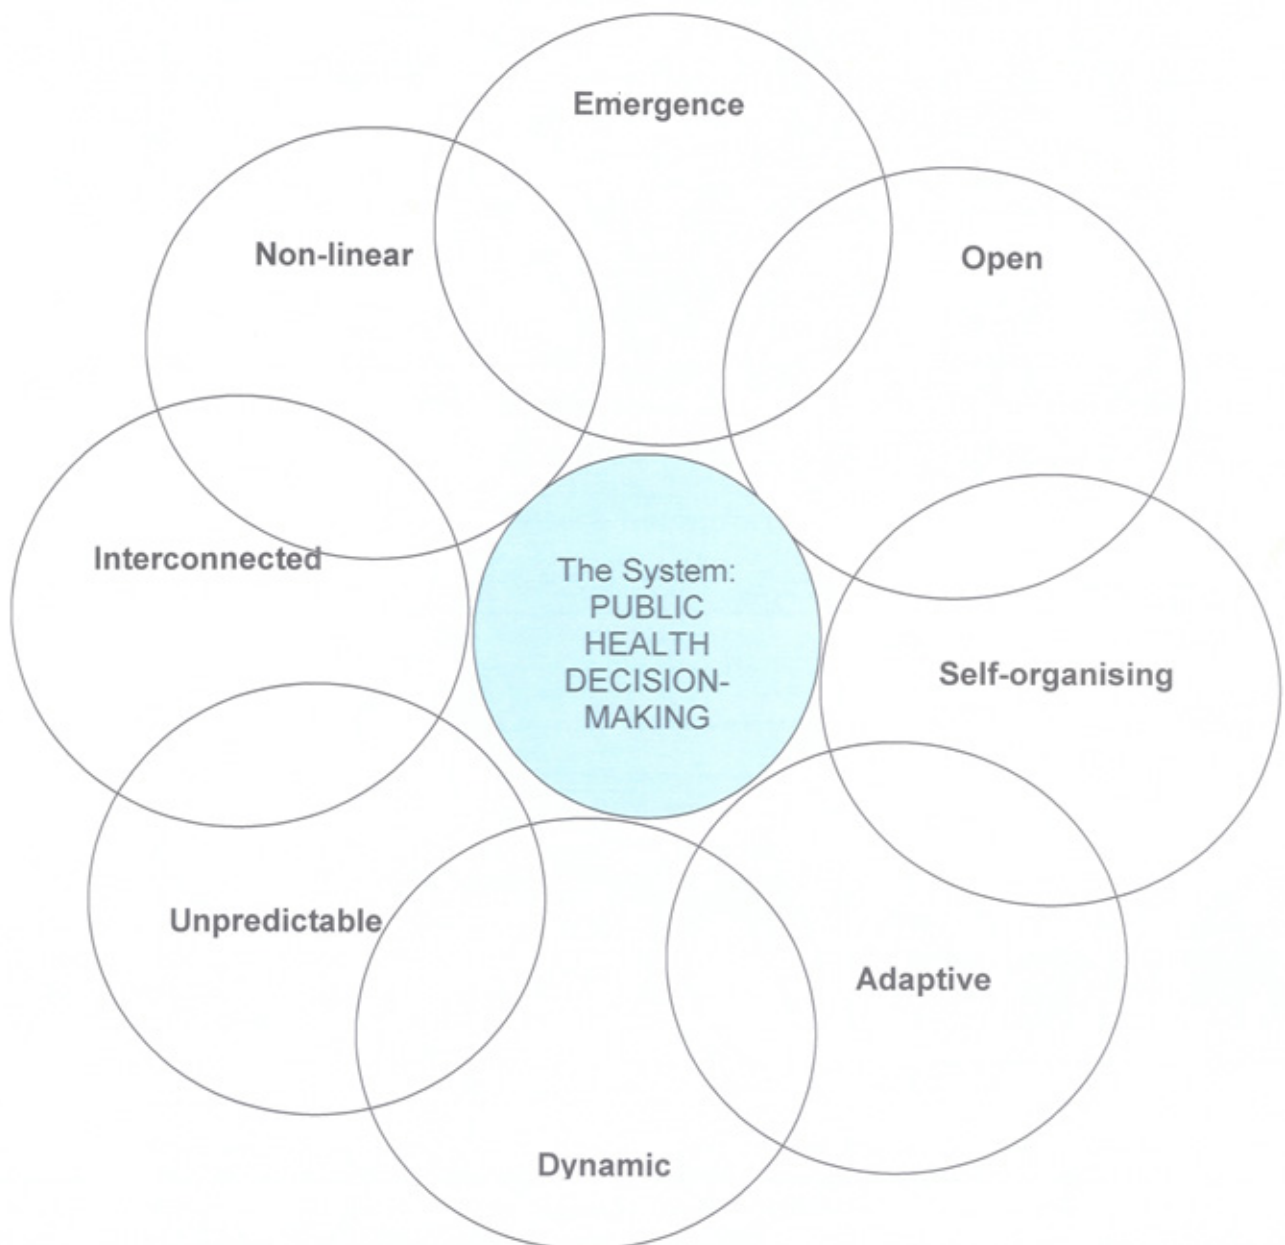 Emergence
Non-linear
Open
Interconnected
The System:
PUBLIC
HEALTH
DECISION-
MAKING
Self-organising
Unpredictable
Adaptive
Dynamic